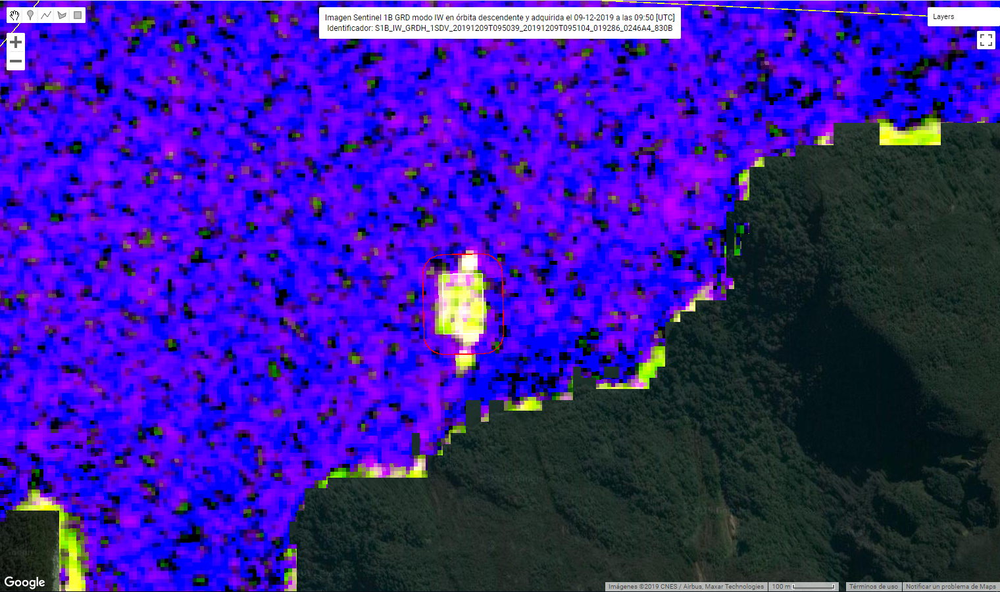 Imagen Sentinel 1B GRD modo IW en órbita descendente y adquirida el 09-12-2019 a las 09:50 [UTC]
Identificador: S1B_IW_GRDH_1SDV_20191209T095039_20191209T095104_019286_0246A4_830B
Layers
Google
Imágenes ©2019 CNES / Airbus, Maxar Technologies
100 m
Términos de uso
Notificar un problema de Maps